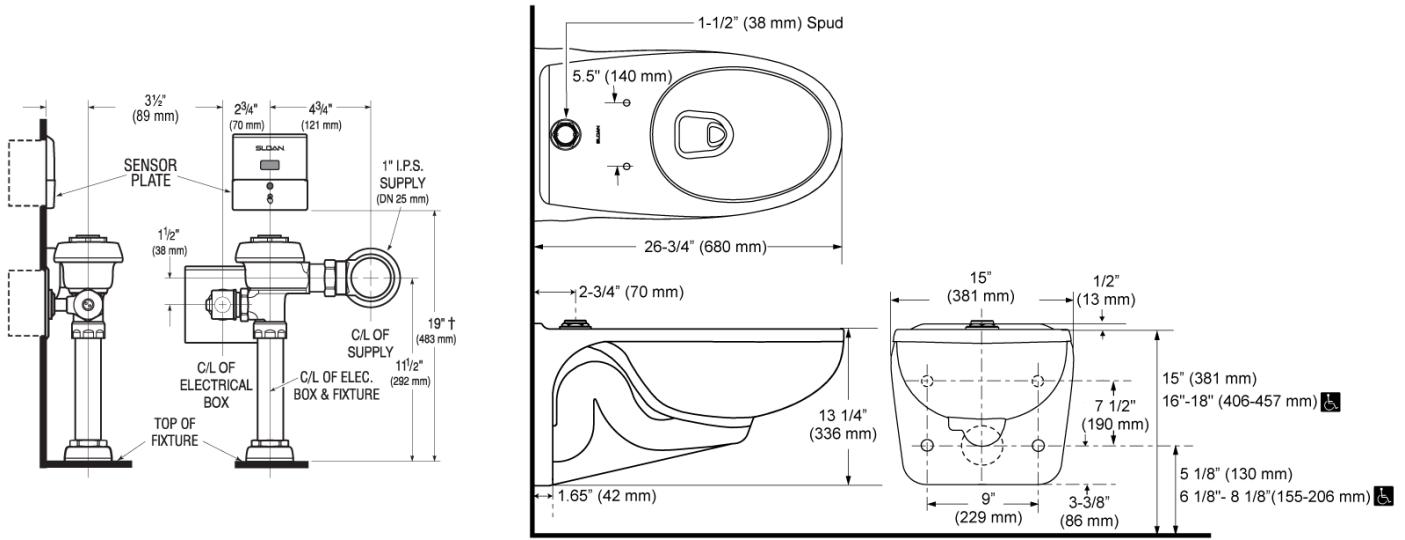 3½"
(89 mm)
2¾"
(70 mm)
4¾"
(121 mm)
SLOAN
SENSOR
PLATE
1" I.P.S.
SUPPLY
(DN 25 mm)
1½"
(38 mm)
19" †
(483 mm)
C/L OF
SUPPLY
11½"
(292 mm)
C/L OF
ELECTRICAL
BOX
C/L OF ELEC.
BOX & FIXTURE
TOP OF
FIXTURE
1-1/2” (38 mm) Spud
5.5" (140 mm)
SLOAN
26-3/4” (680 mm)
2-3/4” (70 mm)
13 1/4”
(336 mm)
1.65” (42 mm)
15”
(381 mm)
1/2”
(13 mm)
15” (381 mm)
16"-18" (406-457 mm)
7 1/2”
(190 mm)
5 1/8” (130 mm)
6 1/8"- 8 1/8”(155-206 mm)
9”
(229 mm)
3-3/8”
(86 mm)